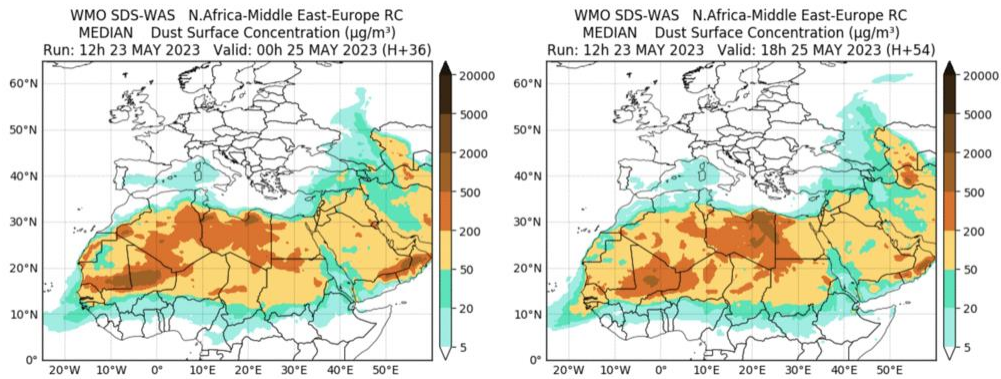 WMO SDS-WAS N.Africa-Middle East-Europe RC
MEDIAN Dust Surface Concentration (µg/m³)
Run: 12h 23 MAY 2023 Valid: 00h 25 MAY 2023 (H+36)
60°N
50°N
40°N
30°N
20°N
10°N
0°
20°W
10°W
0°
10°E
20°E
30°E
40°E
50°E
20000
5000
2000
500
200
50
20
5
WMO SDS-WAS N.Africa-Middle East-Europe RC
MEDIAN Dust Surface Concentration (µg/m³)
Run: 12h 23 MAY 2023 Valid: 18h 25 MAY 2023 (H+54)
60°N
50°N
40°N
30°N
20°N
10°N
0°
20°W
10°W
0°
10°E
20°E
30°E
40°E
50°E
20000
5000
2000
500
200
50
20
5